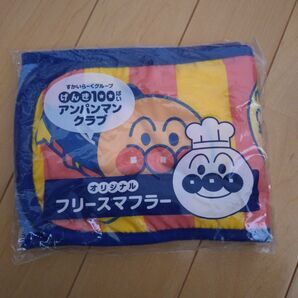 すかいらーくグループ
げんき100ばい
アンパンマン
クラブ
オリジナル
フリースマフラー